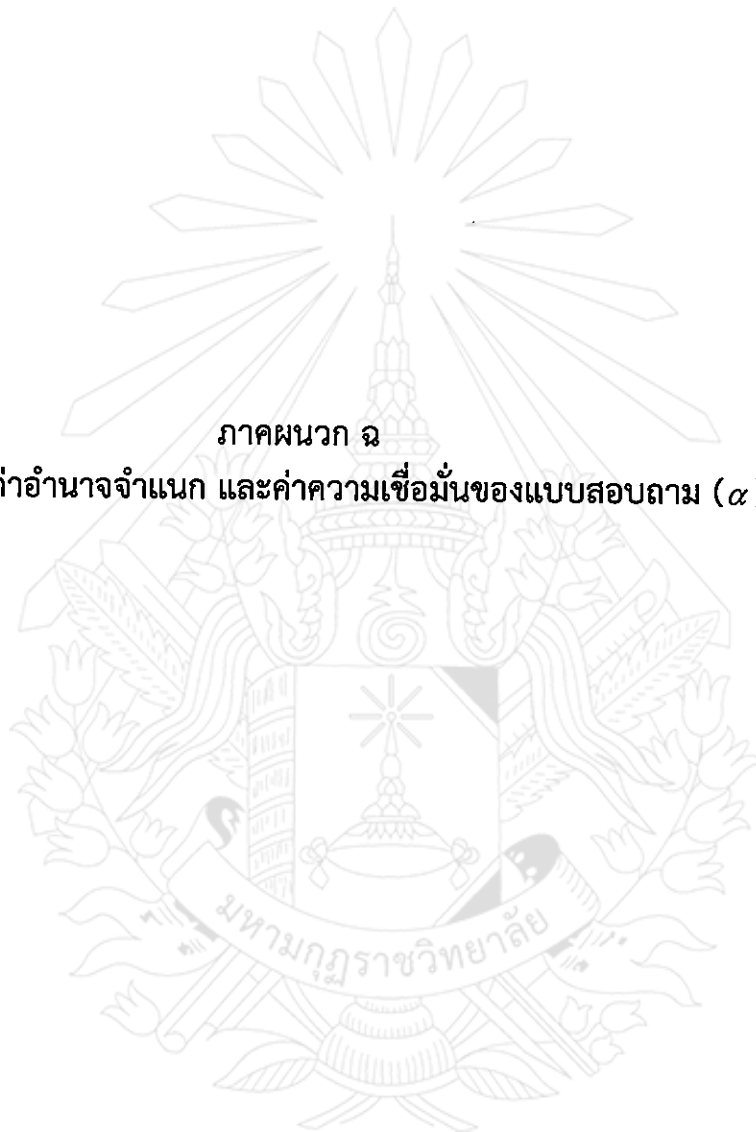 ภาคผนวก ฉ
ค่าอำนาจจำแนก และค่าความเชื่อมั่นของแบบสอบถาม (α)
มหามกุฏราชวิทยาลัย